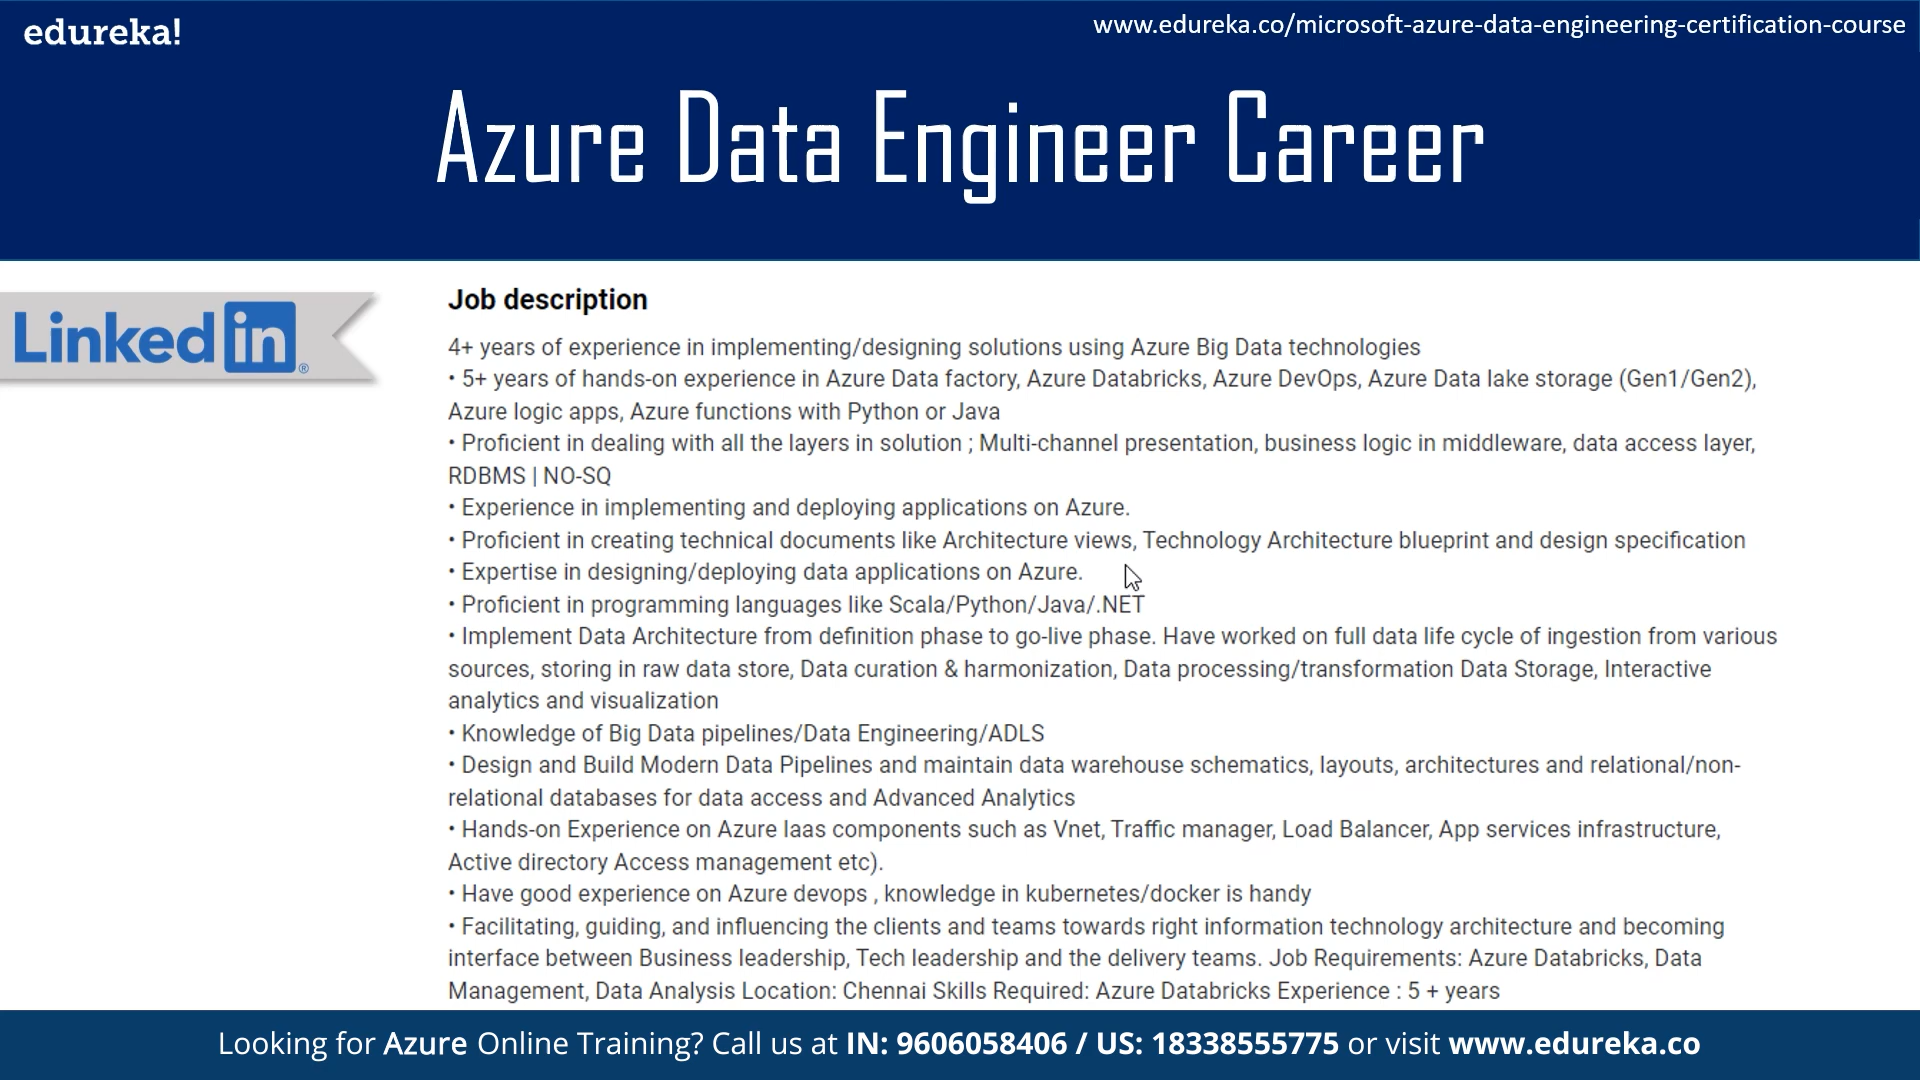 edureka!
www.edureka.co/microsoft-azure-data-engineering-certification-course
Azure Data Engineer Career
Linked in ®
Job description
4+ years of experience in implementing/designing solutions using Azure Big Data technologies
• 5+ years of hands-on experience in Azure Data factory, Azure Databricks, Azure DevOps, Azure Data lake storage (Gen1/Gen2),
Azure logic apps, Azure functions with Python or Java
• Proficient in dealing with all the layers in solution ; Multi-channel presentation, business logic in middleware, data access layer,
RDBMS | NO-SQ
• Experience in implementing and deploying applications on Azure.
• Proficient in creating technical documents like Architecture views, Technology Architecture blueprint and design specification
• Expertise in designing/deploying data applications on Azure.
• Proficient in programming languages like Scala/Python/Java/.NET
• Implement Data Architecture from definition phase to go-live phase. Have worked on full data life cycle of ingestion from various
sources, storing in raw data store, Data curation & harmonization, Data processing/transformation Data Storage, Interactive
analytics and visualization
• Knowledge of Big Data pipelines/Data Engineering/ADLS
• Design and Build Modern Data Pipelines and maintain data warehouse schematics, layouts, architectures and relational/non-
relational databases for data access and Advanced Analytics
• Hands-on Experience on Azure Iaas components such as Vnet, Traffic manager, Load Balancer, App services infrastructure,
Active directory Access management etc).
• Have good experience on Azure devops , knowledge in kubernetes/docker is handy
• Facilitating, guiding, and influencing the clients and teams towards right information technology architecture and becoming
interface between Business leadership, Tech leadership and the delivery teams. Job Requirements: Azure Databricks, Data
Management, Data Analysis Location: Chennai Skills Required: Azure Databricks Experience : 5 + years
Looking for Azure Online Training? Call us at IN: 9606058406 / US: 18338555775 or visit www.edureka.co